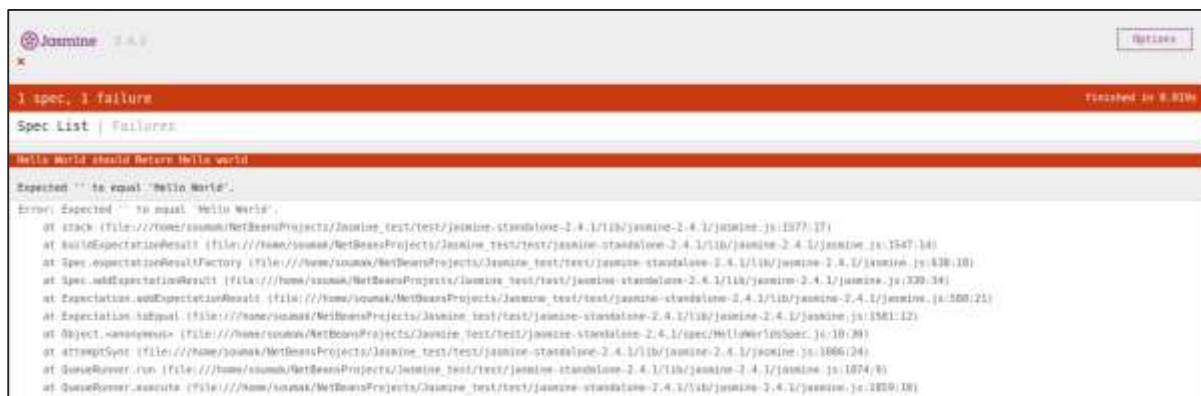 Jasmine
Options
x
1 spec, 1 failure
finished in 0.019s
Spec List | Failures
Hello World should Return Hello world
Expected '' to equal 'Hello World'.
Error: Expected '' to equal 'Hello World'.
at stack (file:///home/soumak/NetBeansProjects/Jasmine_test/test/jasmine-standalone-2.4.1/lib/jasmine-2.4.1/jasmine.js:1577:17)
at buildExpectationResult (file:///home/soumak/NetBeansProjects/Jasmine_test/test/jasmine-standalone-2.4.1/lib/jasmine-2.4.1/jasmine.js:1547:14)
at Spec.expectationResultFactory (file:///home/soumak/NetBeansProjects/Jasmine_test/test/jasmine-standalone-2.4.1/lib/jasmine-2.4.1/jasmine.js:638:18)
at Spec.addExpectationResult (file:///home/soumak/NetBeansProjects/Jasmine_test/test/jasmine-standalone-2.4.1/lib/jasmine-2.4.1/jasmine.js:330:34)
at Expectation.addExpectationResult (file:///home/soumak/NetBeansProjects/Jasmine_test/test/jasmine-standalone-2.4.1/lib/jasmine-2.4.1/jasmine.js:588:21)
at Expectation.toEqual (file:///home/soumak/NetBeansProjects/Jasmine_test/test/jasmine-standalone-2.4.1/lib/jasmine-2.4.1/jasmine.js:1501:12)
at Object.<anonymous> (file:///home/soumak/NetBeansProjects/Jasmine_test/test/jasmine-standalone-2.4.1/spec/HelloWorldsSpec.js:10:30)
at attemptSync (file:///home/soumak/NetBeansProjects/Jasmine_test/test/jasmine-standalone-2.4.1/lib/jasmine-2.4.1/jasmine.js:1886:24)
at QueueRunner.run (file:///home/soumak/NetBeansProjects/Jasmine_test/test/jasmine-standalone-2.4.1/lib/jasmine-2.4.1/jasmine.js:1874:9)
at QueueRunner.execute (file:///home/soumak/NetBeansProjects/Jasmine_test/test/jasmine-standalone-2.4.1/lib/jasmine-2.4.1/jasmine.js:1859:10)